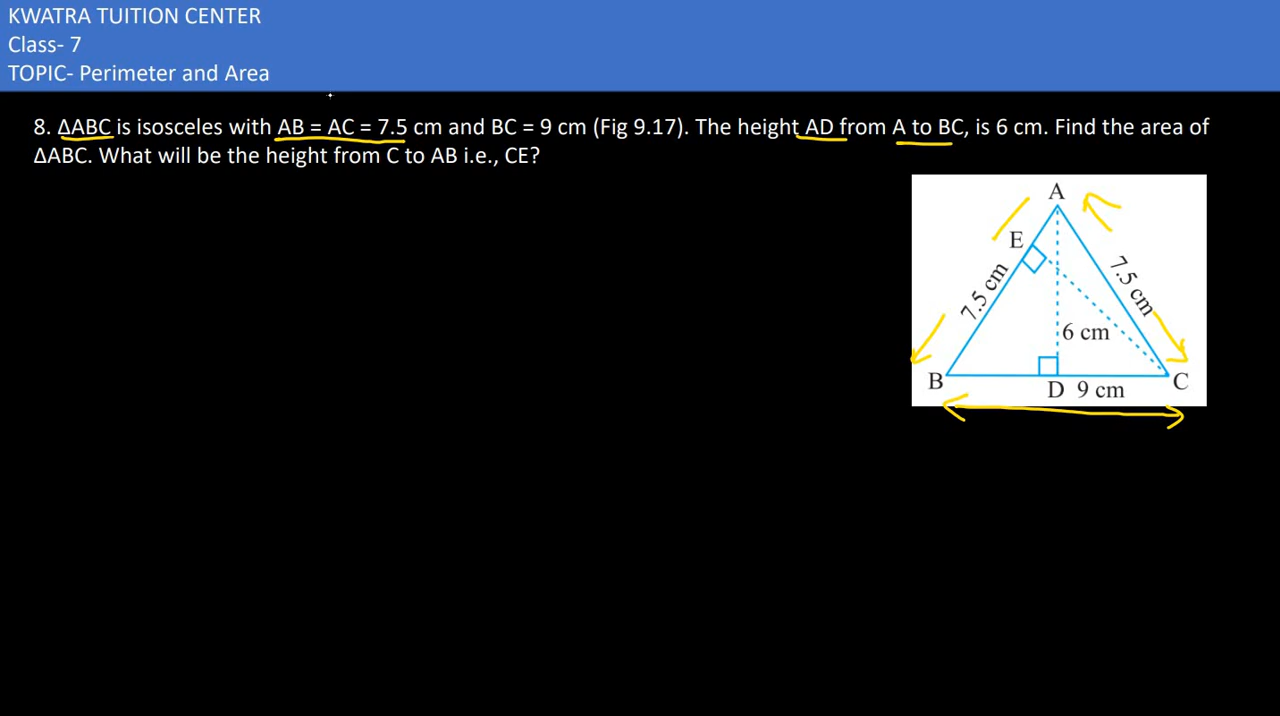 KWATRA TUITION CENTER
Class- 7
TOPIC- Perimeter and Area
8. ΔABC is isosceles with AB = AC = 7.5 cm and BC = 9 cm (Fig 9.17). The height AD from A to BC, is 6 cm. Find the area of
ΔABC. What will be the height from C to AB i.e., CE?
A
E
7.5 cm
7.5 cm
6 cm
B
C
D 9 cm